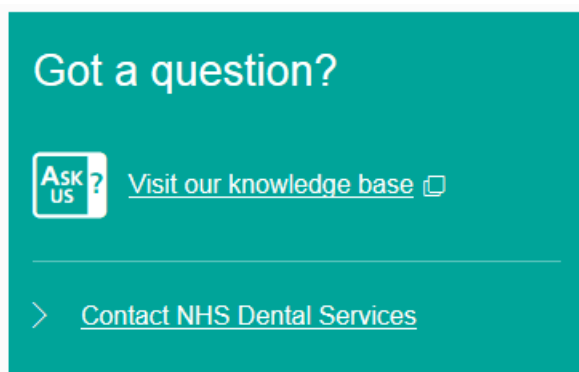 Got a question?
ASK US ?
Visit our knowledge base
Contact NHS Dental Services